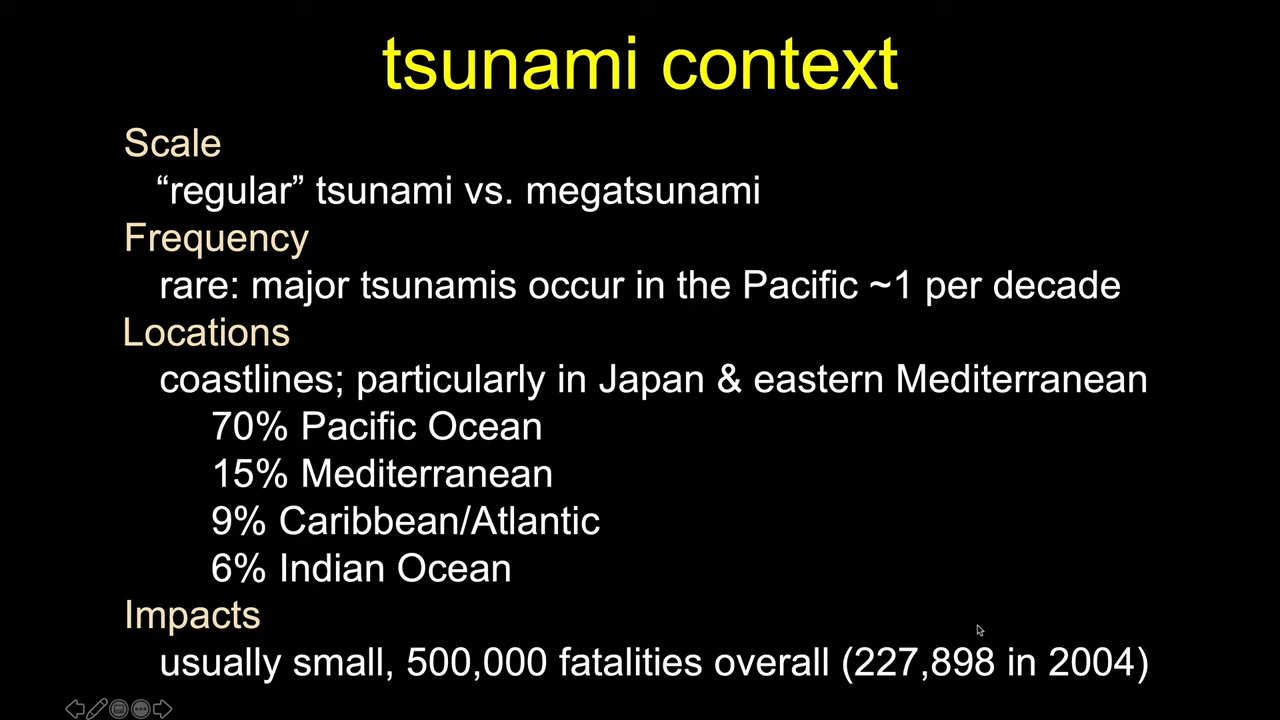 tsunami context
Scale
“regular” tsunami vs. megatsunami
Frequency
rare: major tsunamis occur in the Pacific ~1 per decade
Locations
coastlines; particularly in Japan & eastern Mediterranean
70% Pacific Ocean
15% Mediterranean
9% Caribbean/Atlantic
6% Indian Ocean
Impacts
usually small, 500,000 fatalities overall (227,898 in 2004)